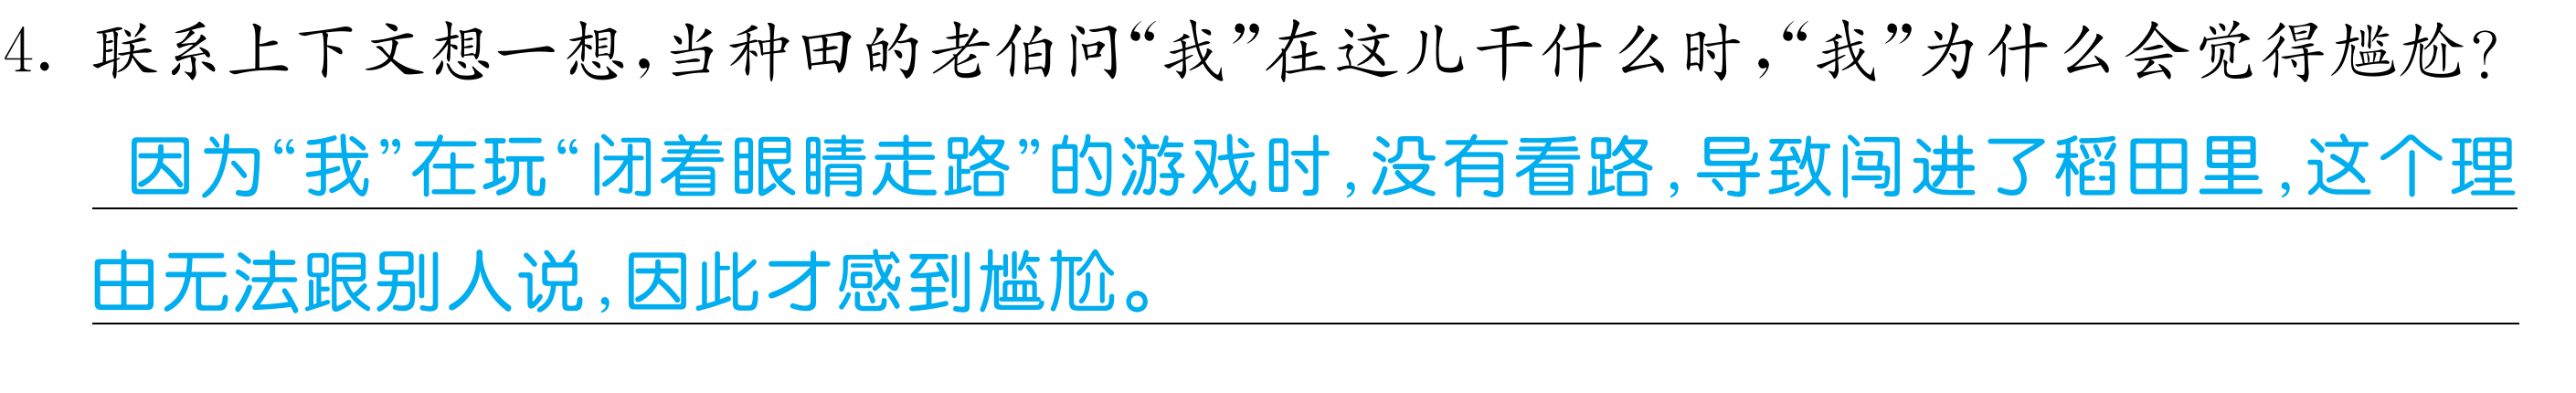 4. 联系上下文想一想,当种田的老伯问“我”在这儿干什么时,“我”为什么会觉得尴尬?
因为“我”在玩“闭着眼睛走路”的游戏时,没有看路,导致闯进了稻田里,这个理
由无法跟别人说,因此才感到尴尬。